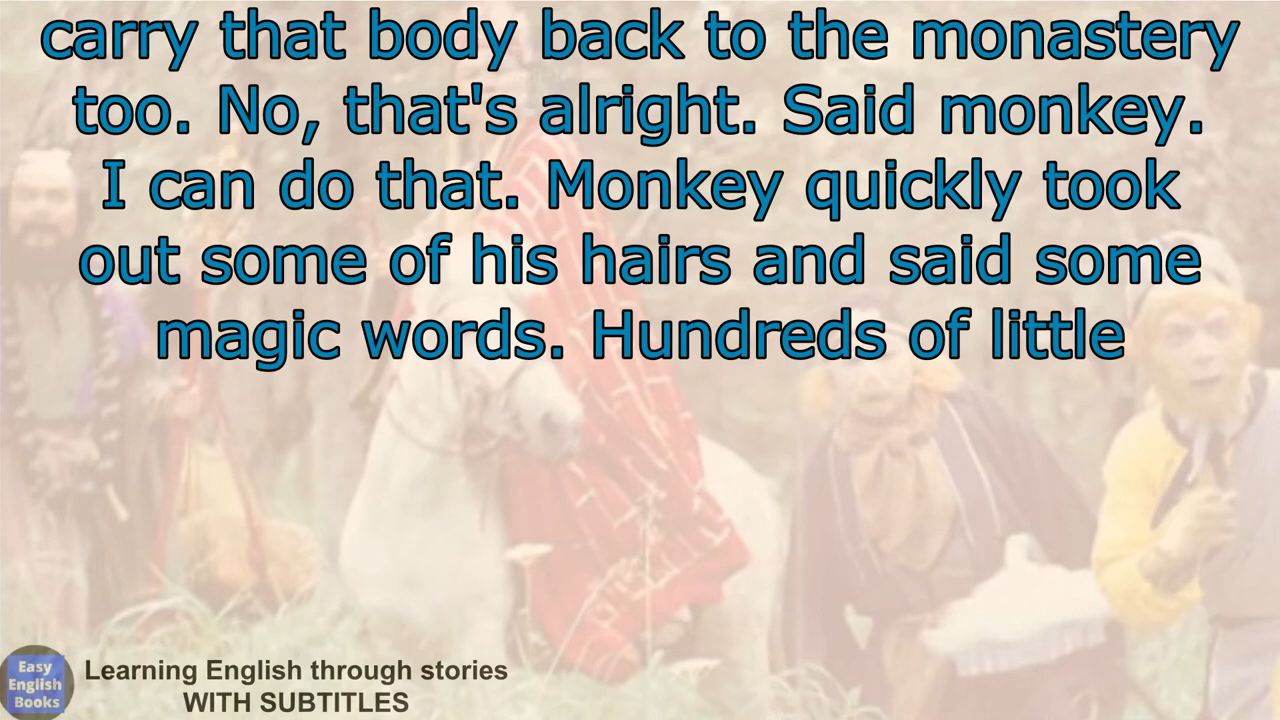 carry that body back to the monastery
too. No, that's alright. Said monkey.
I can do that. Monkey quickly took
out some of his hairs and said some
magic words. Hundreds of little
Easy
English
Books
Learning English through stories
WITH SUBTITLES